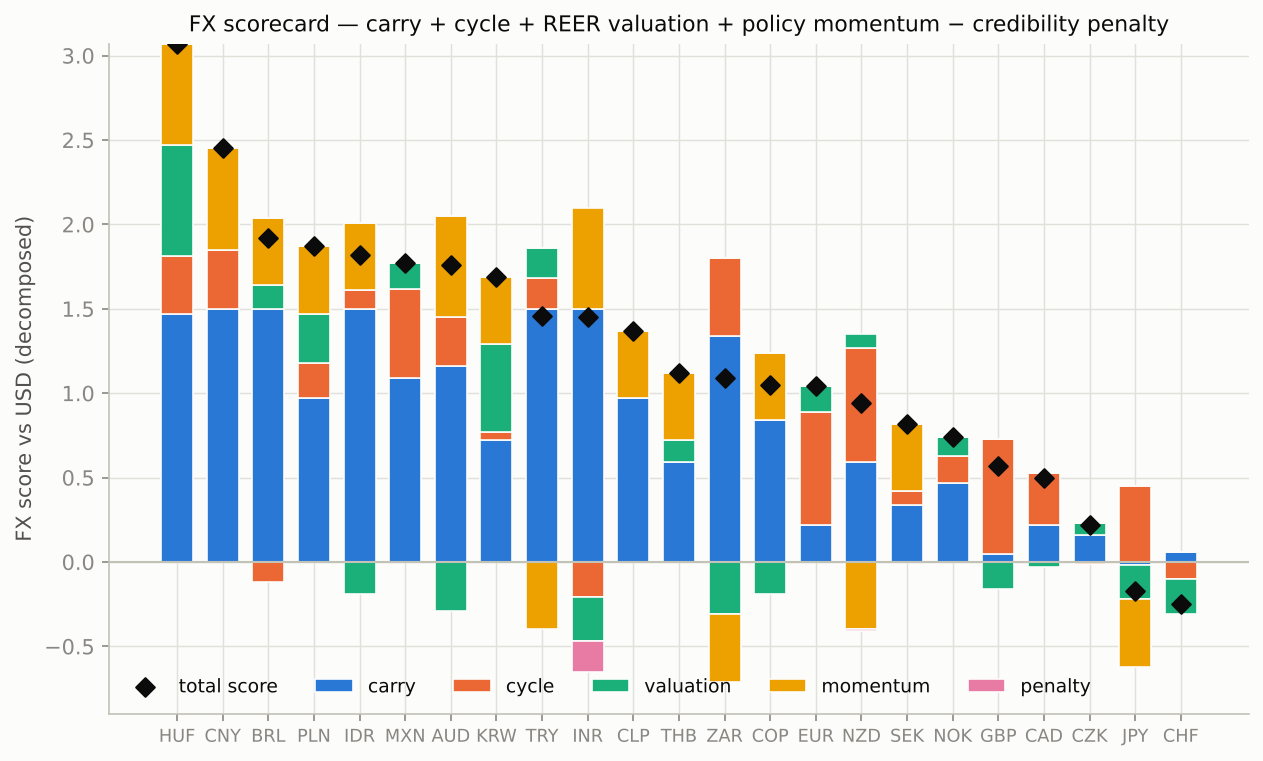 FX scorecard — carry + cycle + REER valuation + policy momentum − credibility penalty
FX score vs USD (decomposed)
3.0
2.5
2.0
1.5
1.0
0.5
0.0
−0.5
total score carry cycle valuation momentum penalty
HUF CNY BRL PLN IDR MXN AUD KRW TRY INR CLP THB ZAR COP EUR NZD SEK NOK GBP CAD CZK JPY CHF